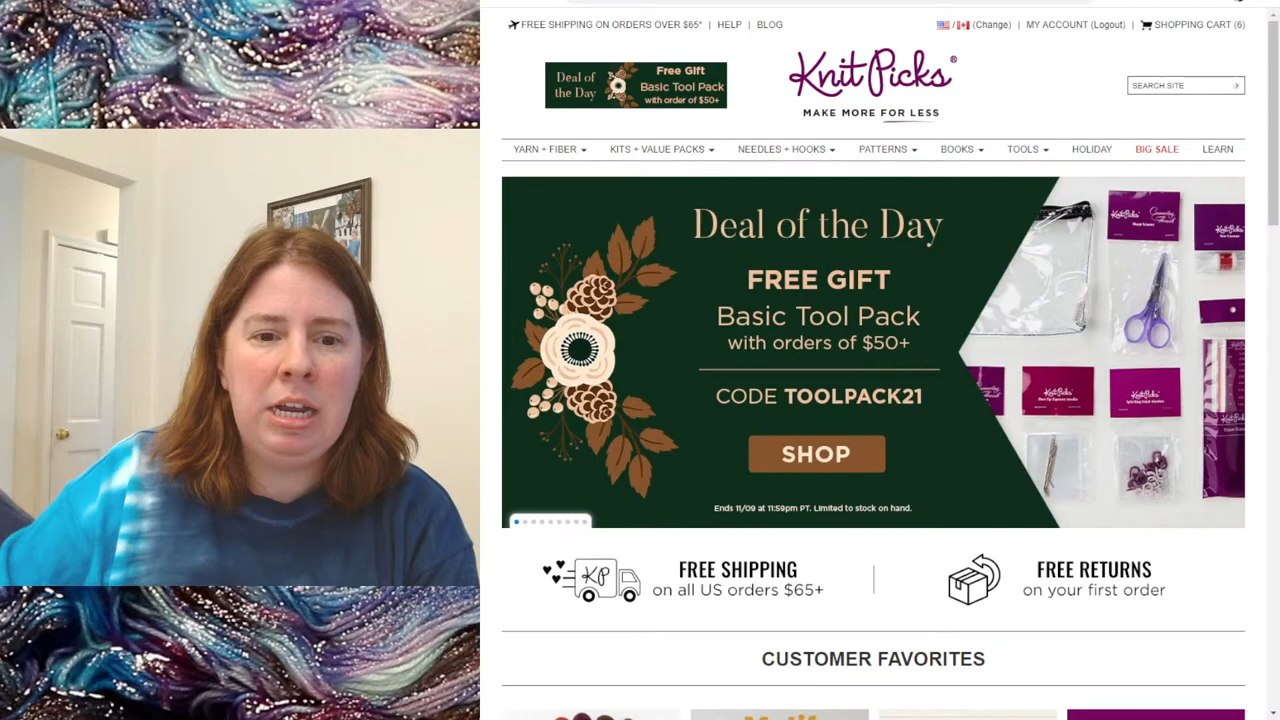 FREE SHIPPING ON ORDERS OVER $65* | HELP | BLOG
/ (Change) | MY ACCOUNT (Logout) | SHOPPING CART (6)
Deal of the Day
Free Gift
Basic Tool Pack
with order of $50+
KnitPicks®
MAKE MORE FOR LESS
SEARCH SITE
YARN + FIBER KITS + VALUE PACKS NEEDLES + HOOKS PATTERNS BOOKS TOOLS HOLIDAY BIG SALE LEARN
Deal of the Day
FREE GIFT
Basic Tool Pack
with orders of $50+
CODE TOOLPACK21
SHOP
Ends 11/09 at 11:59pm PT. Limited to stock on hand.
KnitPicks
KnitPicks
KnitPicks
KnitPicks
KP
FREE SHIPPING
on all US orders $65+
FREE RETURNS
on your first order
CUSTOMER FAVORITES